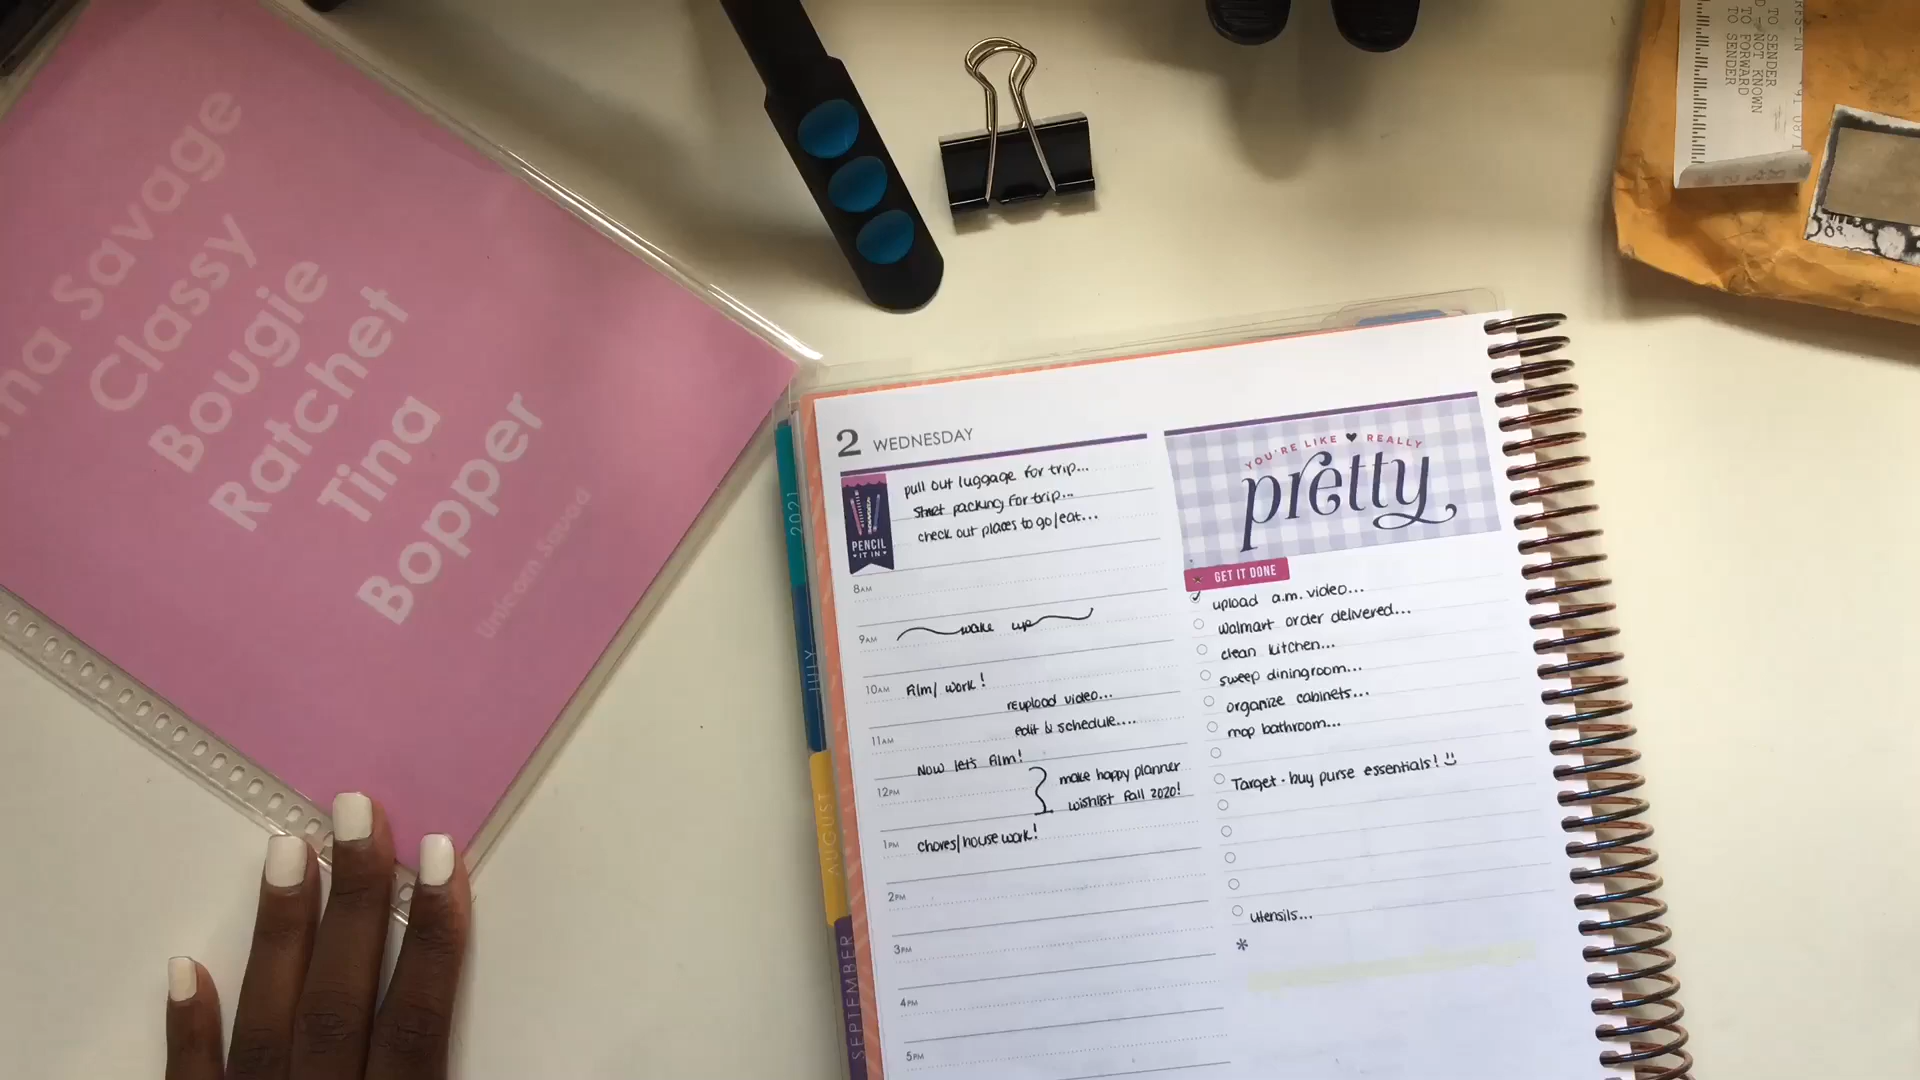 ma Savage
Classy
Bougie
Ratchet
Tina
Bopper
TO SENDER
NOT KNOWN
TO FORWARD
TO SENDER
2021
JULY
AUGUST
SEPTEMBER
2 WEDNESDAY
PENCIL
IT IN
pull out luggage for trip...
start packing for trip...
check out places to go/eat...
8AM
9AM wake up
10AM Film/ work!
reupload video...
edit & schedule....
11AM
Now let's film!
12PM
make happy planner
wishlist fall 2020!
1PM chores/house work!
2PM
3PM
4PM
5PM
YOU'RE LIKE REALLY
pretty
GET IT DONE
upload a.m. video...
walmart order delivered...
clean kitchen...
sweep diningroom...
organize cabinets...
mop bathroom...
Target - buy purse essentials!
utensils...
*